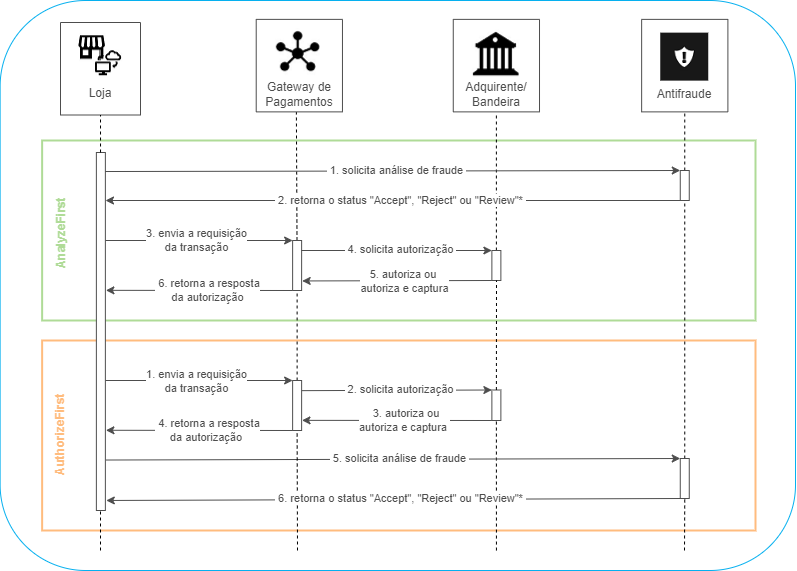 Loja
Gateway de
Pagamentos
Adquirente/
Bandeira
Antifraude
AnalyzeFirst
1. solicita análise de fraude
2. retorna o status "Accept", "Reject" ou "Review"*
3. envia a requisição
da transação
4. solicita autorização
5. autoriza ou
autoriza e captura
6. retorna a resposta
da autorização
AuthorizeFirst
1. envia a requisição
da transação
2. solicita autorização
3. autoriza ou
autoriza e captura
4. retorna a resposta
da autorização
5. solicita análise de fraude
6. retorna o status "Accept", "Reject" ou "Review"*